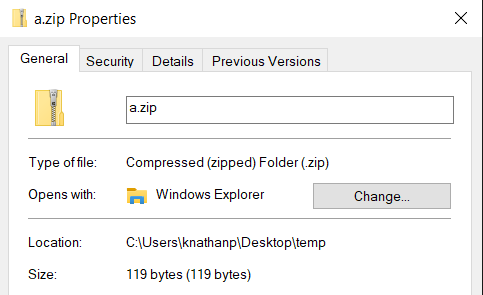 a.zip Properties
General Security Details Previous Versions
a.zip
Type of file: Compressed (zipped) Folder (.zip)
Opens with: Windows Explorer Change...
Location: C:\Users\knathanp\Desktop\temp
Size: 119 bytes (119 bytes)